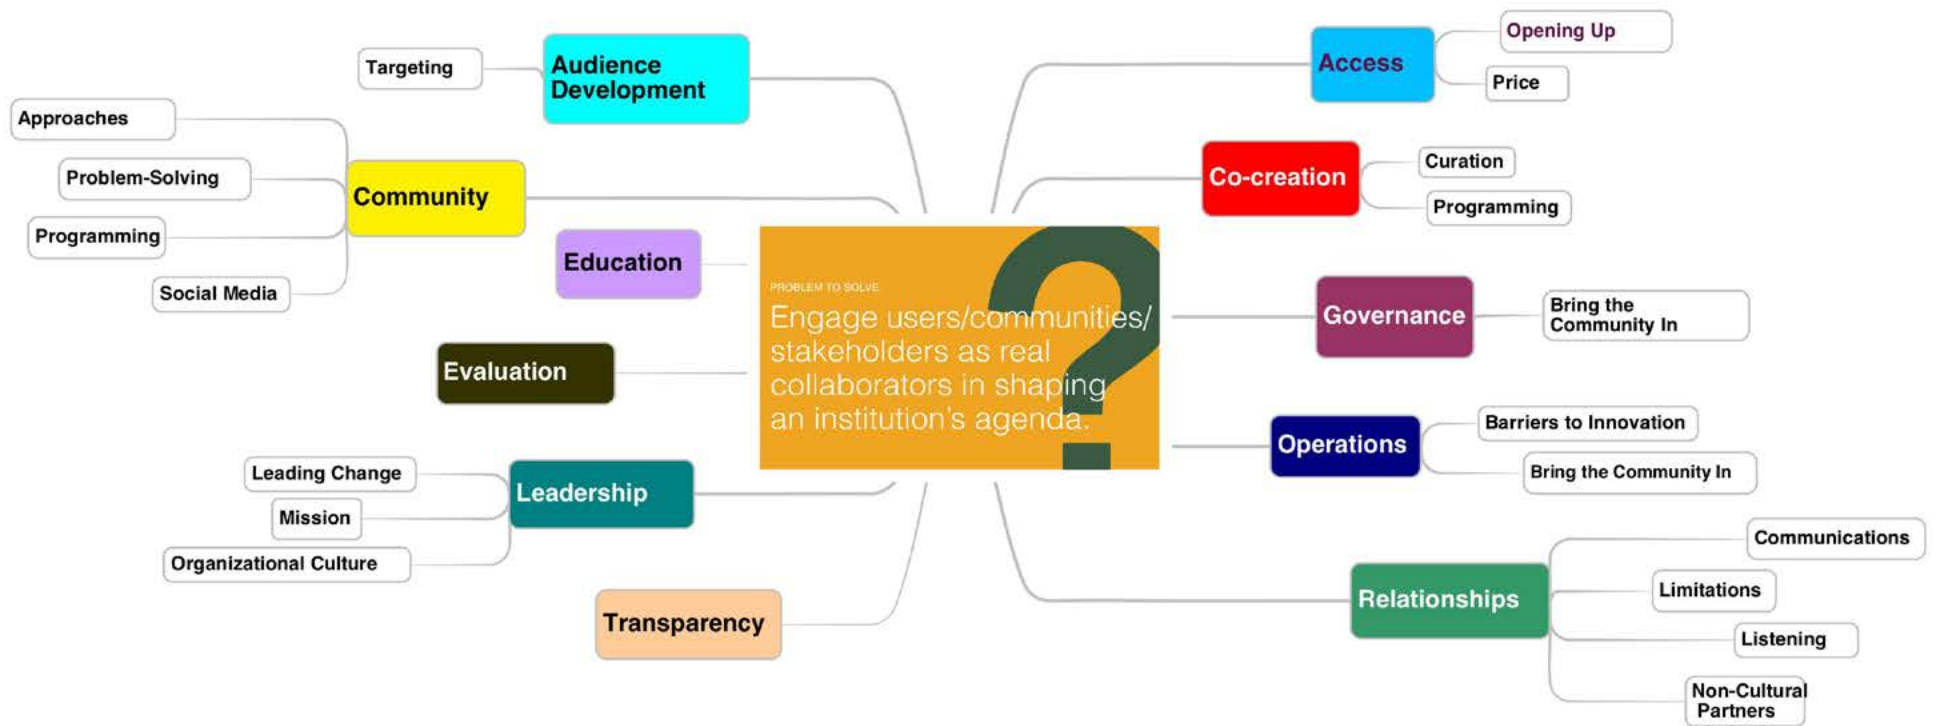 Targeting
Audience
Development
Approaches
Problem-Solving
Programming
Social Media
Community
Education
Evaluation
Leading Change
Mission
Organizational Culture
Leadership
Transparency
PROBLEM TO SOLVE
Engage users/communities/
stakeholders as real
collaborators in shaping
an institution's agenda.
?
Access
Opening Up
Price
Co-creation
Curation
Programming
Governance
Bring the
Community In
Operations
Barriers to Innovation
Bring the Community In
Relationships
Communications
Limitations
Listening
Non-Cultural
Partners